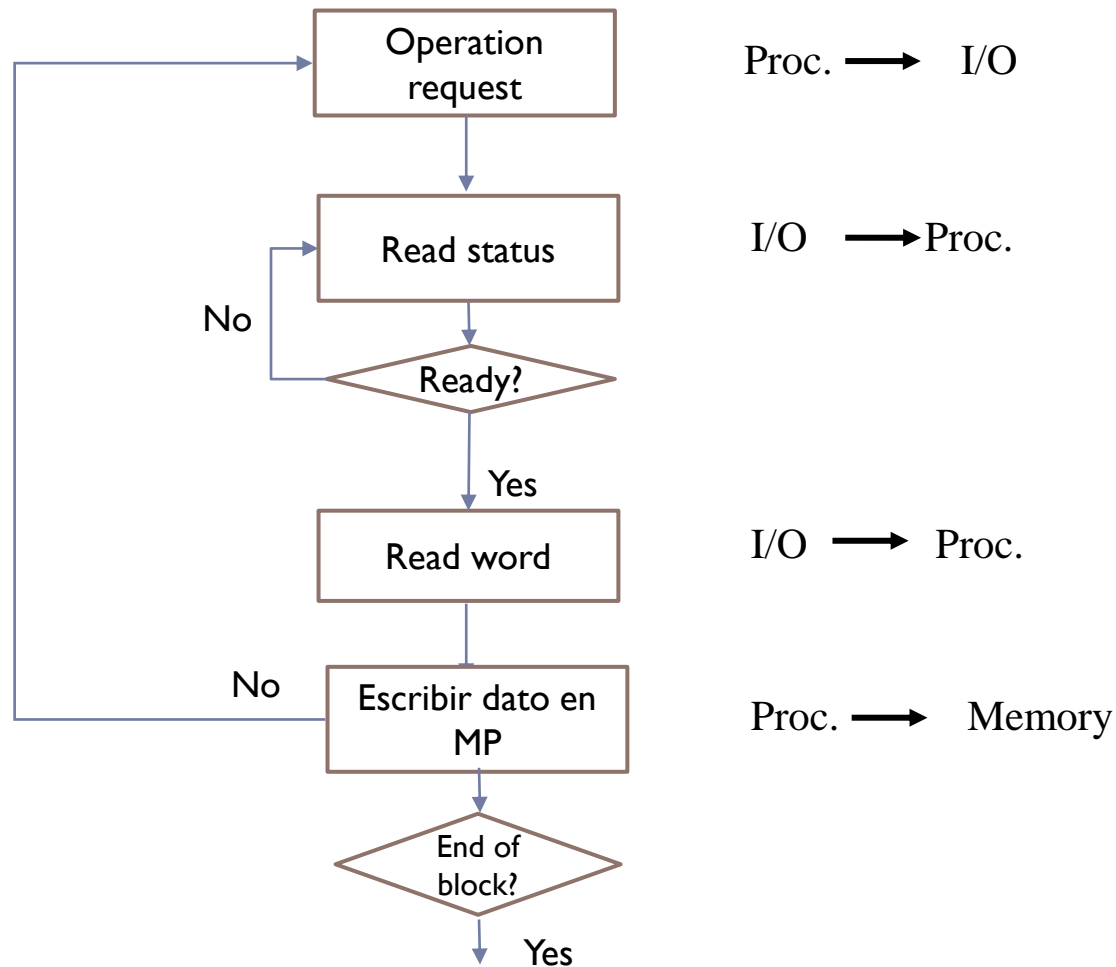 Operation
request
Proc. I/O
Read status
I/O Proc.
No
Ready?
Yes
Read word
I/O Proc.
No
Escribir dato en
MP
Proc. Memory
End of
block?
Yes